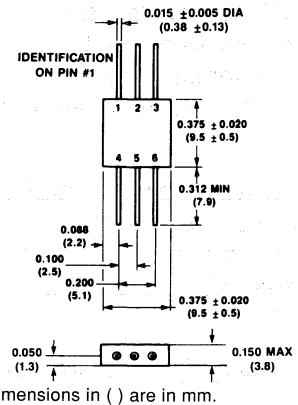 0.015 ±0.005 DIA
(0.38 ±0.13)
IDENTIFICATION
ON PIN #1
1 2 3
0.375 ±0.020
(9.5 ±0.5)
4 5 6
0.312 MIN
(7.9)
0.088
(2.2)
0.100
(2.5)
0.200
(5.1)
0.375 ±0.020
(9.5 ±0.5)
0.050
(1.3)
0.150 MAX
(3.8)
mensions in ( ) are in mm.